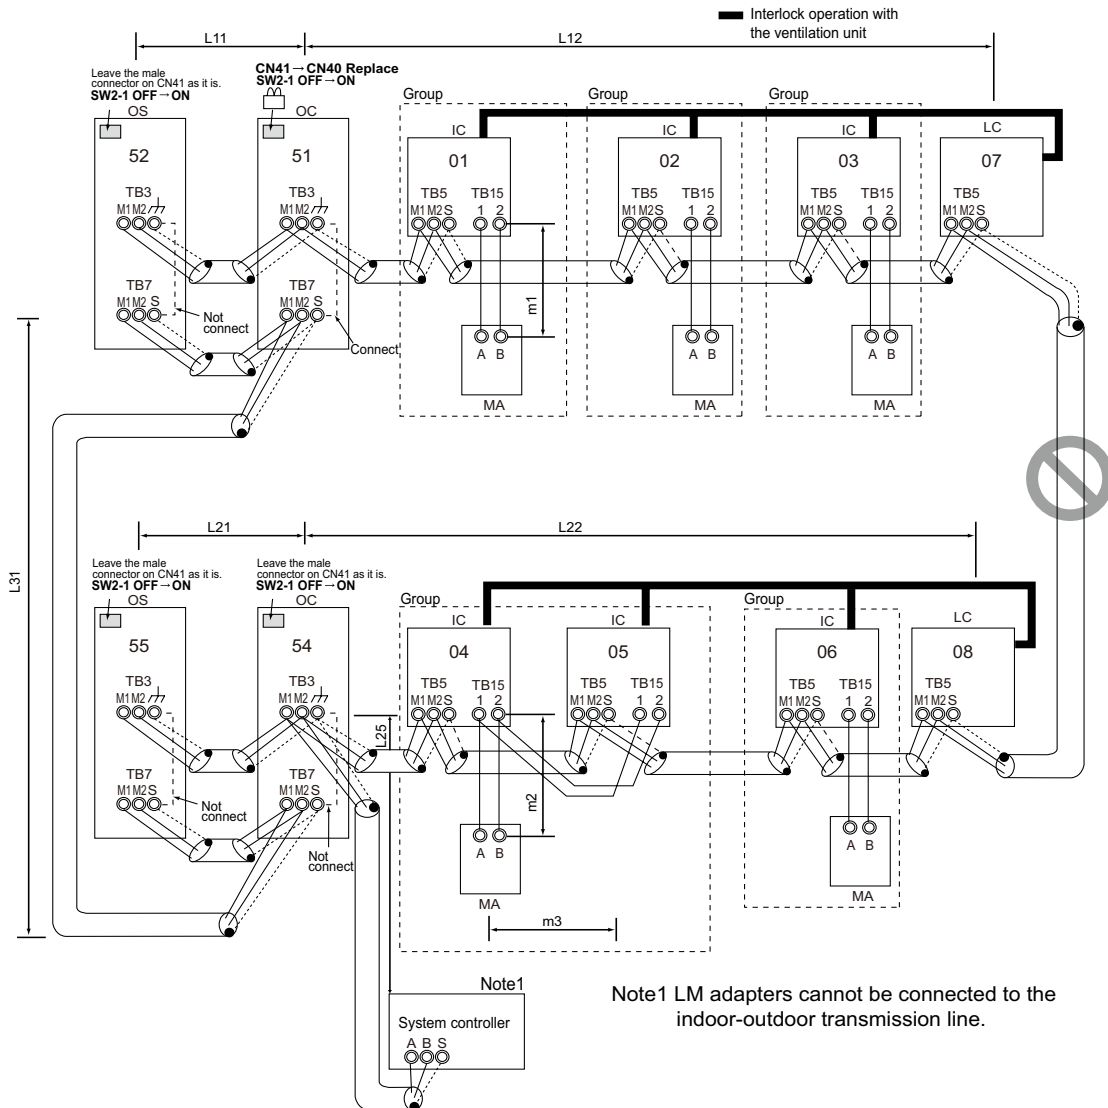 Interlock operation with
the ventilation unit
L11
L12
Leave the male
connector on CN41 as it is.
SW2-1 OFF→ON
CN41→CN40 Replace
SW2-1 OFF→ON
OS
OC
Group
Group
Group
IC
IC
IC
LC
52
51
01
02
03
07
TB3
TB3
TB5
TB15
TB5
TB15
TB5
TB15
TB5
M1 M2
M1 M2
M1 M2 S
1 2
M1 M2 S
1 2
M1 M2 S
1 2
M1 M2 S
TB7
TB7
M1 M2 S
M1 M2 S
Not
connect
Connect
m1
A B
A B
A B
MA
MA
MA
L31
L21
L22
Leave the male
connector on CN41 as it is.
SW2-1 OFF→ON
Leave the male
connector on CN41 as it is.
SW2-1 OFF→ON
OS
OC
Group
Group
IC
IC
IC
LC
55
54
04
05
06
08
TB3
TB3
TB5
TB15
TB5
TB15
TB5
TB15
TB5
M1 M2
M1 M2
M1 M2 S
1 2
M1 M2 S
1 2
M1 M2 S
1 2
M1 M2 S
L25
TB7
TB7
M1 M2 S
M1 M2 S
Not
connect
Not
connect
m2
A B
A B
MA
MA
m3
Note1
System controller
A B S
Note1 LM adapters cannot be connected to the
indoor-outdoor transmission line.